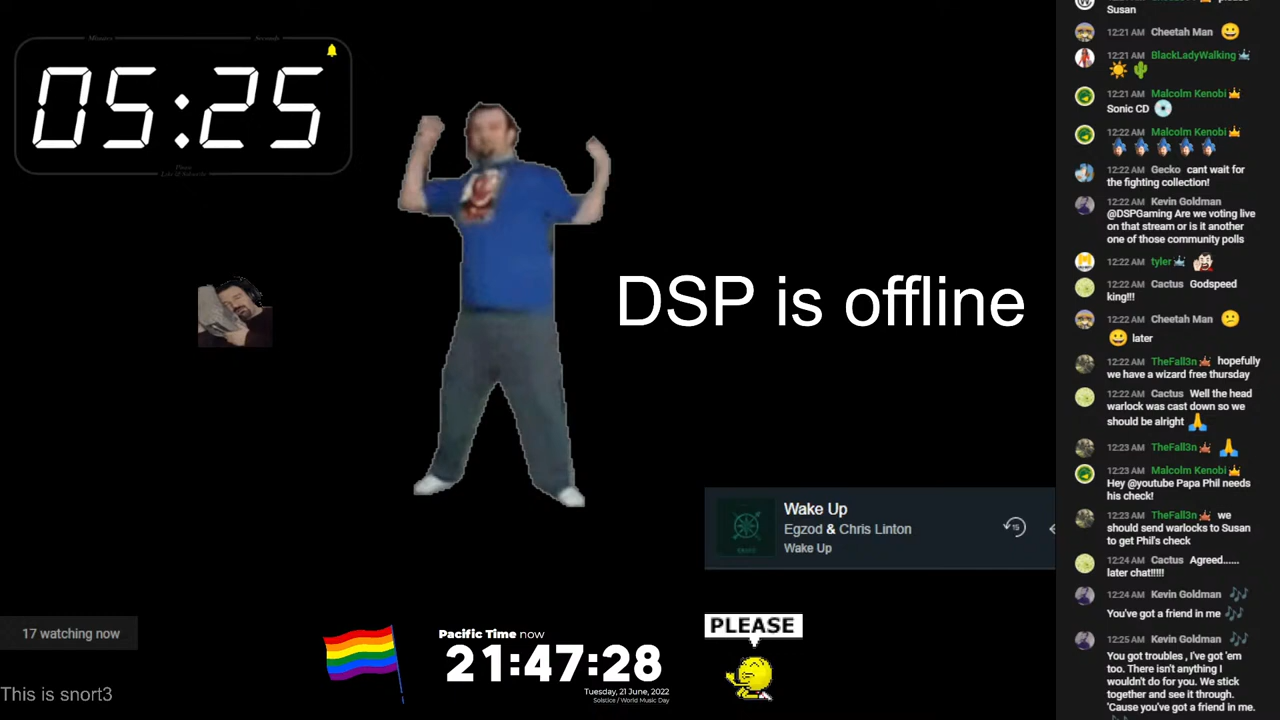 Minutes
Seconds
05:25
Please
Like & Subscribe
DSP is offline
Wake Up
Egzod & Chris Linton
Wake Up
15
17 watching now
This is snort3
Pacific Time now
21:47:28
Tuesday, 21 June, 2022
Solstice / World Music Day
PLEASE
Susan
12:21 AM Cheetah Man
12:21 AM BlackLadyWalking
12:21 AM Malcolm Kenobi
Sonic CD
12:22 AM Malcolm Kenobi
12:22 AM Gecko cant wait for
the fighting collection!
12:22 AM Kevin Goldman
@DSPGaming Are we voting live
on that stream or is it another
one of those community polls
12:22 AM tyler
12:22 AM Cactus Godspeed
king!!!
12:22 AM Cheetah Man
later
12:22 AM TheFall3n hopefully
we have a wizard free thursday
12:22 AM Cactus Well the head
warlock was cast down so we
should be alright
12:23 AM TheFall3n
12:23 AM Malcolm Kenobi
Hey @youtube Papa Phil needs
his check!
12:23 AM TheFall3n we
should send warlocks to Susan
to get Phil's check
12:24 AM Cactus Agreed......
later chat!!!!!
12:24 AM Kevin Goldman
You've got a friend in me
12:25 AM Kevin Goldman
You got troubles , I've got 'em
too. There isn't anything I
wouldn't do for you. We stick
together and see it through.
'Cause you've got a friend in me.